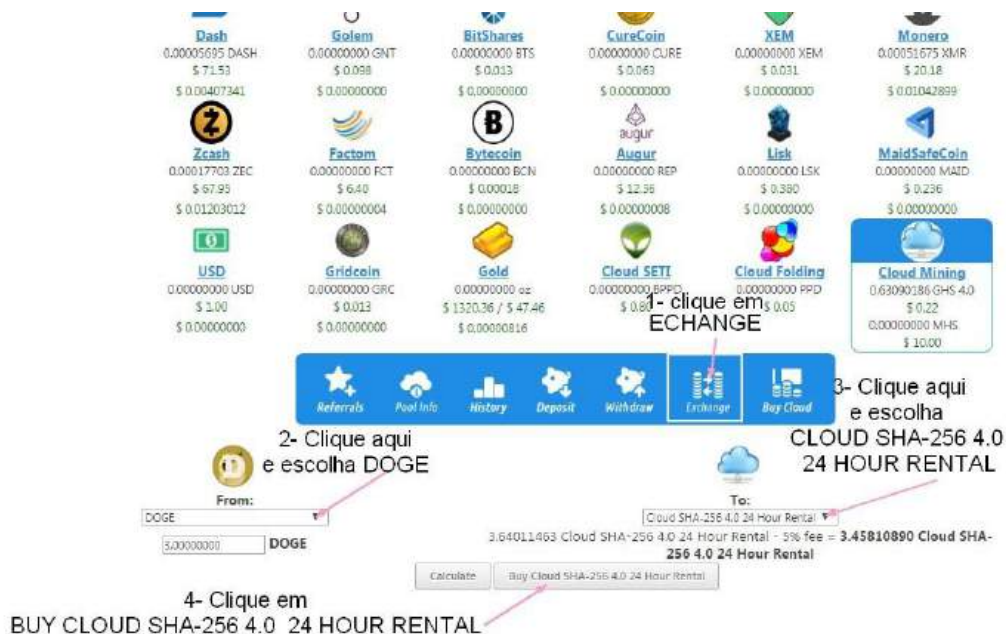 Dash Golem BitShares CureCoin XEM Monero
0.00005695 DASH 0.00000000 GNT 0.00000000 BTS 0.00000000 CURE 0.00000000 XEM 0.00051675 XMR
$ 71.53 $ 0.098 $ 0.013 $ 0.063 $ 0.031 $ 20.18
$ 0.00407341 $ 0.00000000 $ 0.00000000 $ 0.00000000 $ 0.00000000 $ 0.01042899
augur
Zcash Factom Bytecoin Augur Lisk MaidSafeCoin
0.00017703 ZEC 0.00000000 FCT 0.00000000 BCN 0.00000000 REP 0.00000000 LSK 0.00000000 MAID
$ 67.95 $ 6.40 $ 0.00018 $ 12.36 $ 0.380 $ 0.236
$ 0.01203012 $ 0.00000004 $ 0.00000000 $ 0.00000008 $ 0.00000000 $ 0.00000000
USD Gridcoin Gold Cloud SETI Cloud Folding Cloud Mining
0.00000000 USD 0.00000000 GRC 0.00000000 oz 0.00000000 BPPD 0.00000000 PPD 0.63090186 GHS 4.0
$ 1.00 $ 0.013 $ 1320.36 / $ 47.46 $ 0.80 $ 0.05 $ 0.22
$ 0.00000000 $ 0.00000000 $ 0.00000816 0.00000000 MHS
$ 10.00
1- clique em
ECHANGE
Referrals Pool Info History Deposit Withdraw Exchange Buy Cloud
3- Clique aqui
e escolha
CLOUD SHA-256 4.0
24 HOUR RENTAL
2- Clique aqui
e escolha DOGE
From: To:
DOGE Cloud SHA-256 4.0 24 Hour Rental
3.00000000 DOGE
3.64011463 Cloud SHA-256 4.0 24 Hour Rental - 5% fee = 3.45810890 Cloud SHA-
256 4.0 24 Hour Rental
Calculate Buy Cloud SHA-256 4.0 24 Hour Rental
4- Clique em
BUY CLOUD SHA-256 4.0 24 HOUR RENTAL